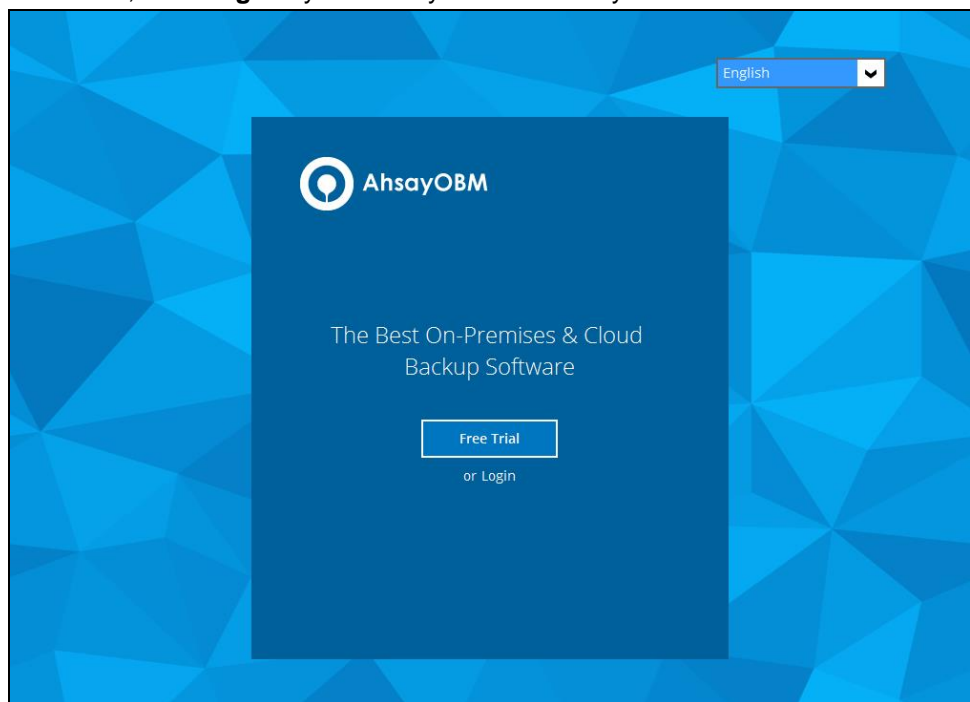 English
AhsayOBM
The Best On-Premises & Cloud
Backup Software
Free Trial
or Login